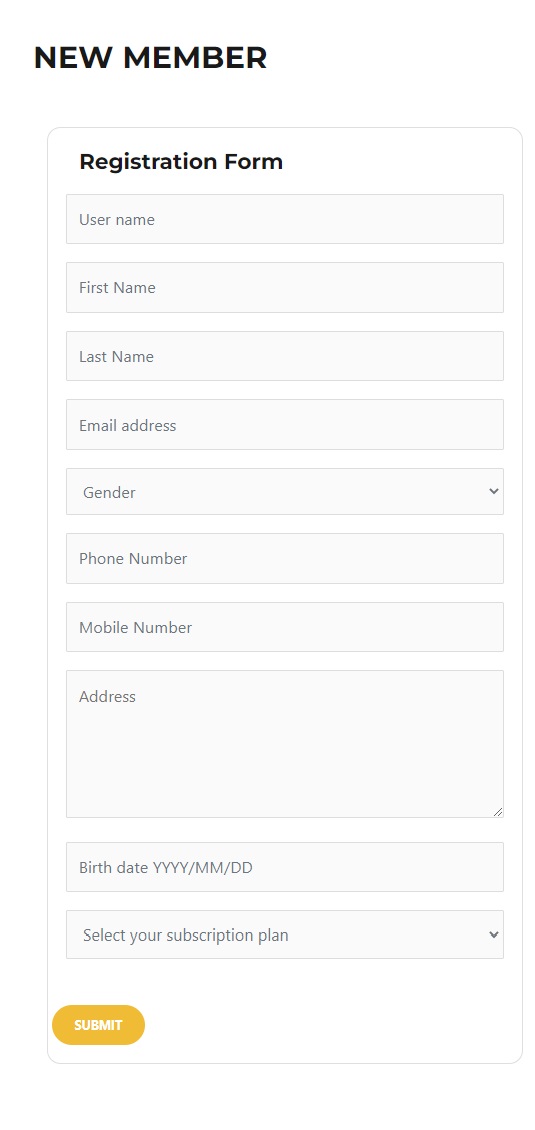 NEW MEMBER
Registration Form
User name
First Name
Last Name
Email address
Gender
Phone Number
Mobile Number
Address
Birth date YYYY/MM/DD
Select your subscription plan
SUBMIT